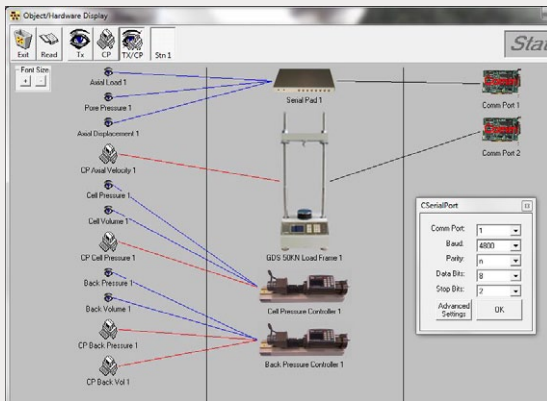 Object/Hardware Display
Exit
Read
Tx
CP
TX/CP
Stn 1
Stat
Font Size
+
-
Axial Load 1
Pore Pressure 1
Axial Displacement 1
CP Axial Velocity 1
Cell Pressure 1
Cell Volume 1
CP Cell Pressure 1
Back Pressure 1
Back Volume 1
CP Back Pressure 1
CP Back Vol 1
Serial Pad 1
GDS 50KN Load Frame 1
Cell Pressure Controller 1
Back Pressure Controller 1
Comm Port 1
Comm Port 2
CSerialPort
Comm Port: 1
Baud: 4800
Parity: n
Data Bits: 8
Stop Bits: 2
Advanced Settings
OK